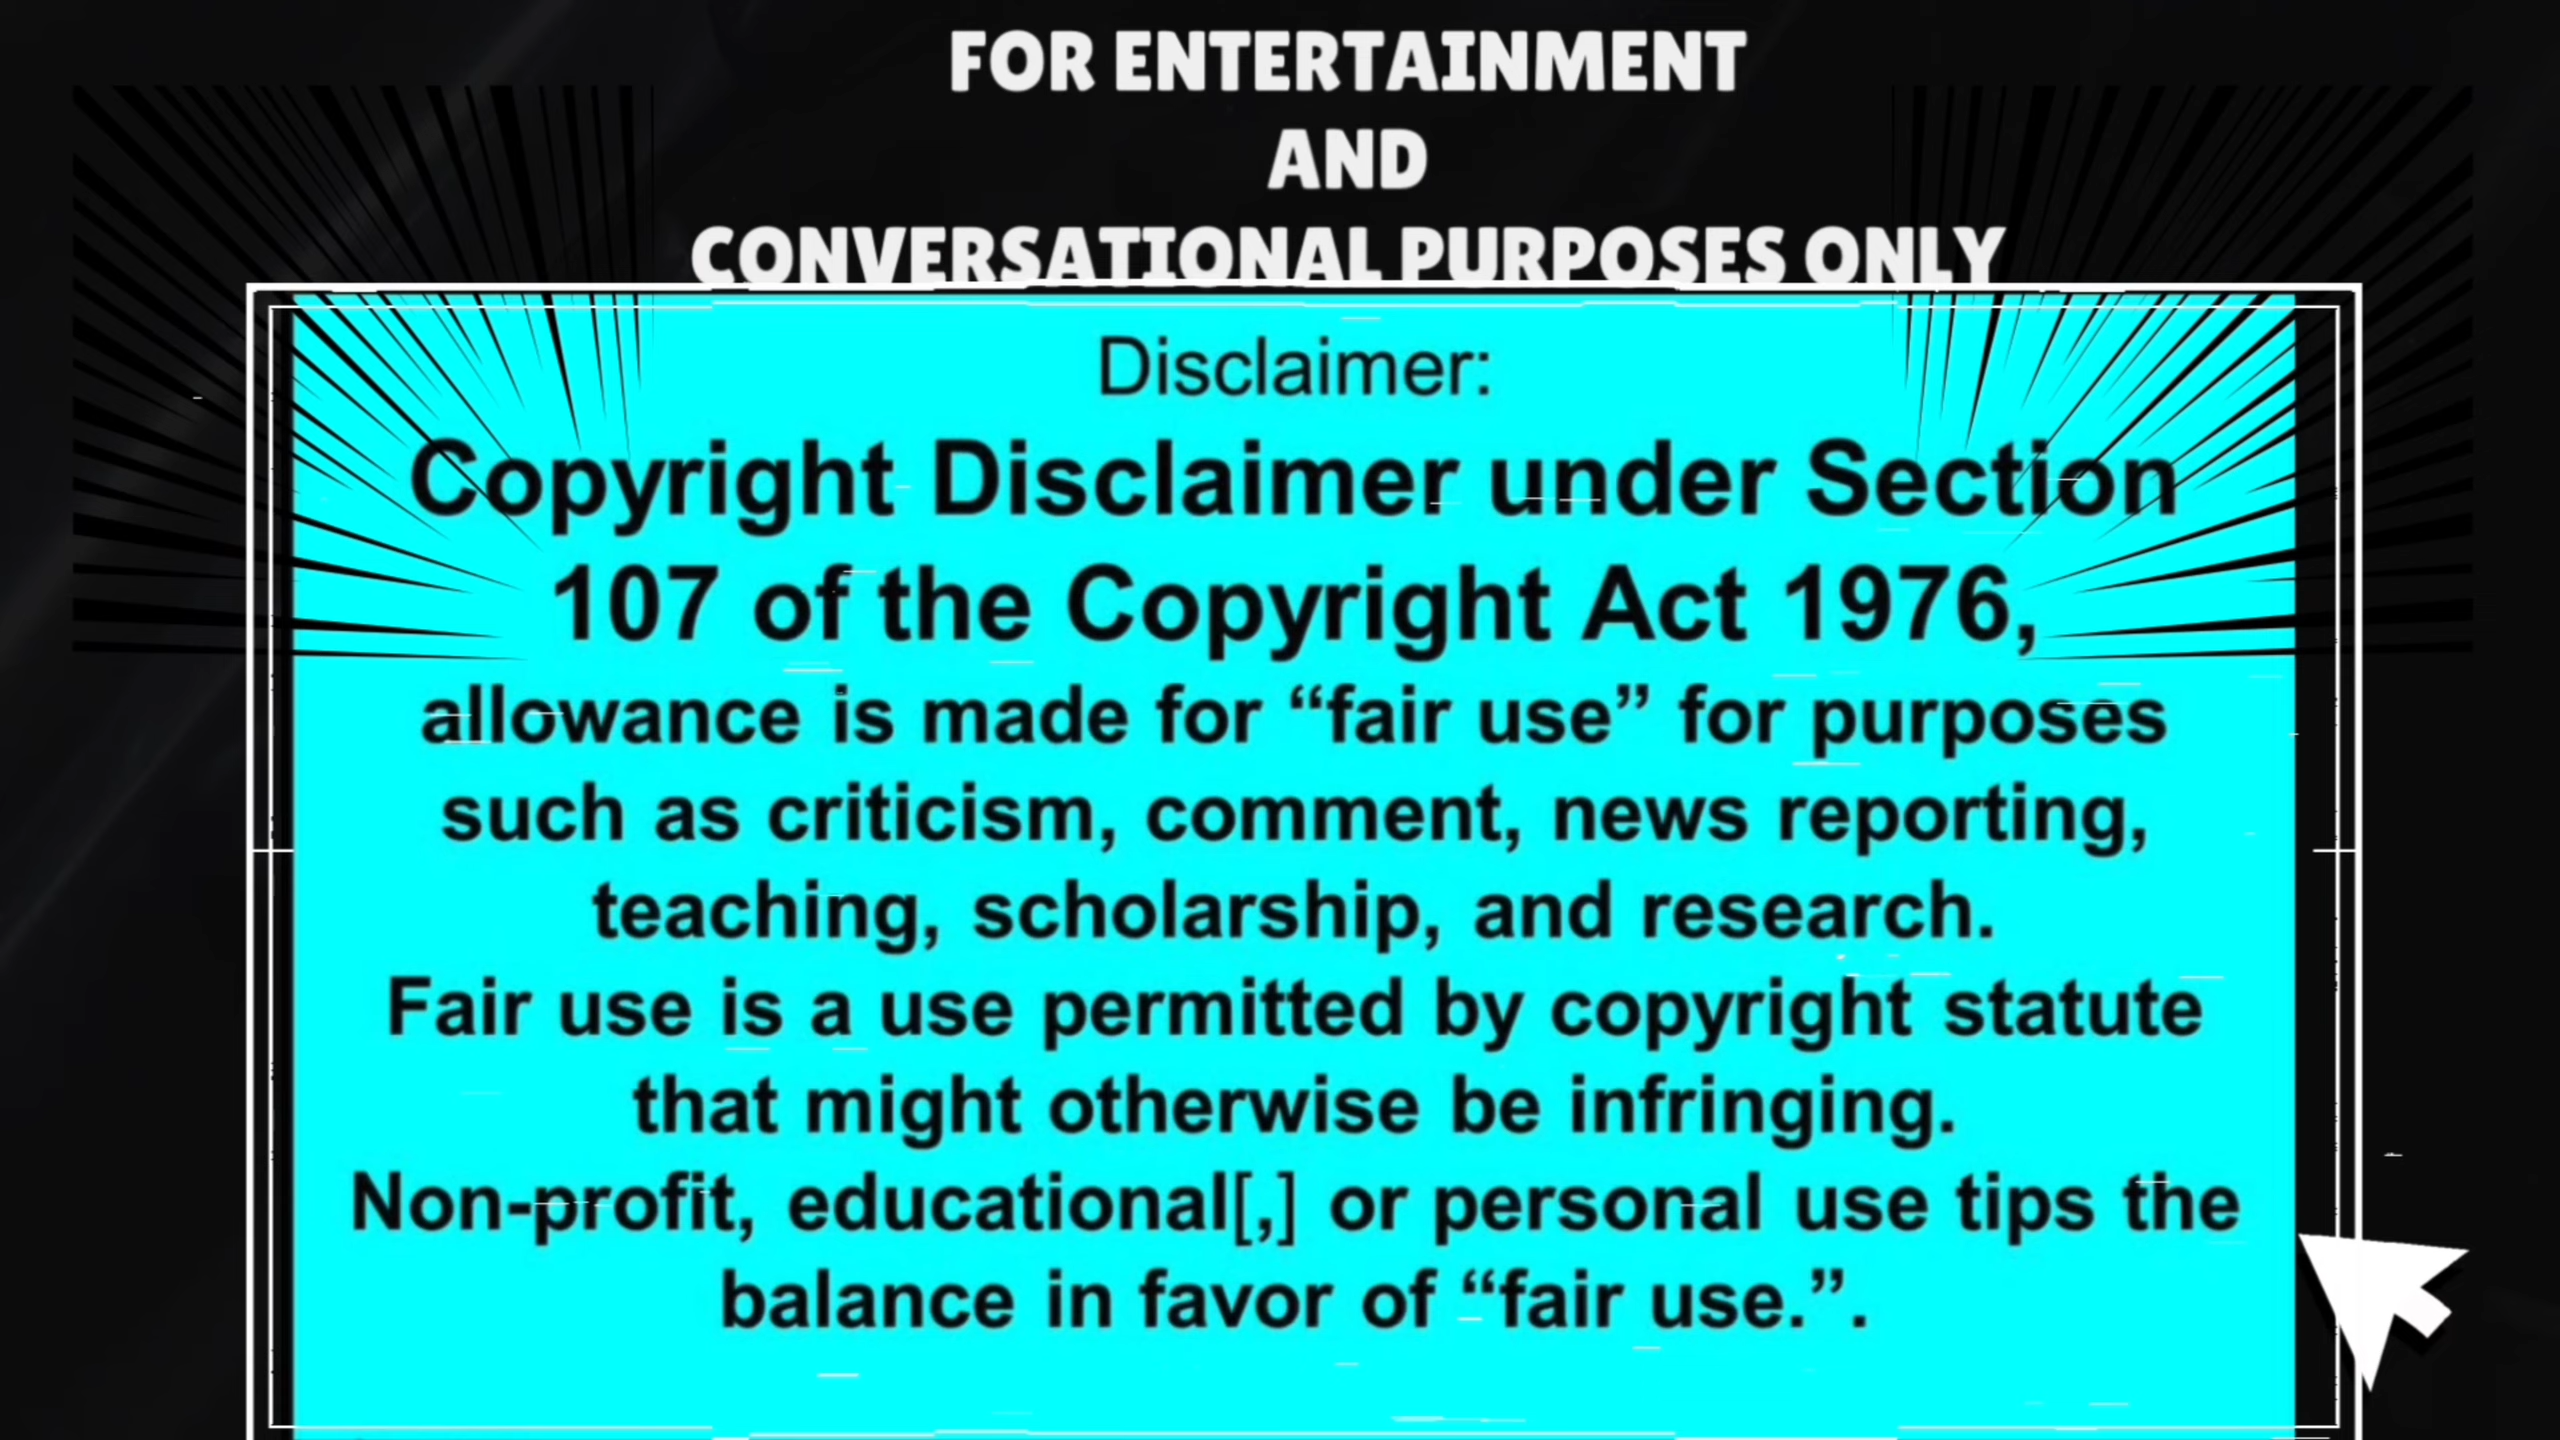 FOR ENTERTAINMENT
AND
CONVERSATIONAL PURPOSES ONLY
Disclaimer:
Copyright Disclaimer under Section
107 of the Copyright Act 1976,
allowance is made for “fair use” for purposes
such as criticism, comment, news reporting,
teaching, scholarship, and research.
Fair use is a use permitted by copyright statute
that might otherwise be infringing.
Non-profit, educational[,] or personal use tips the
balance in favor of “fair use.”.